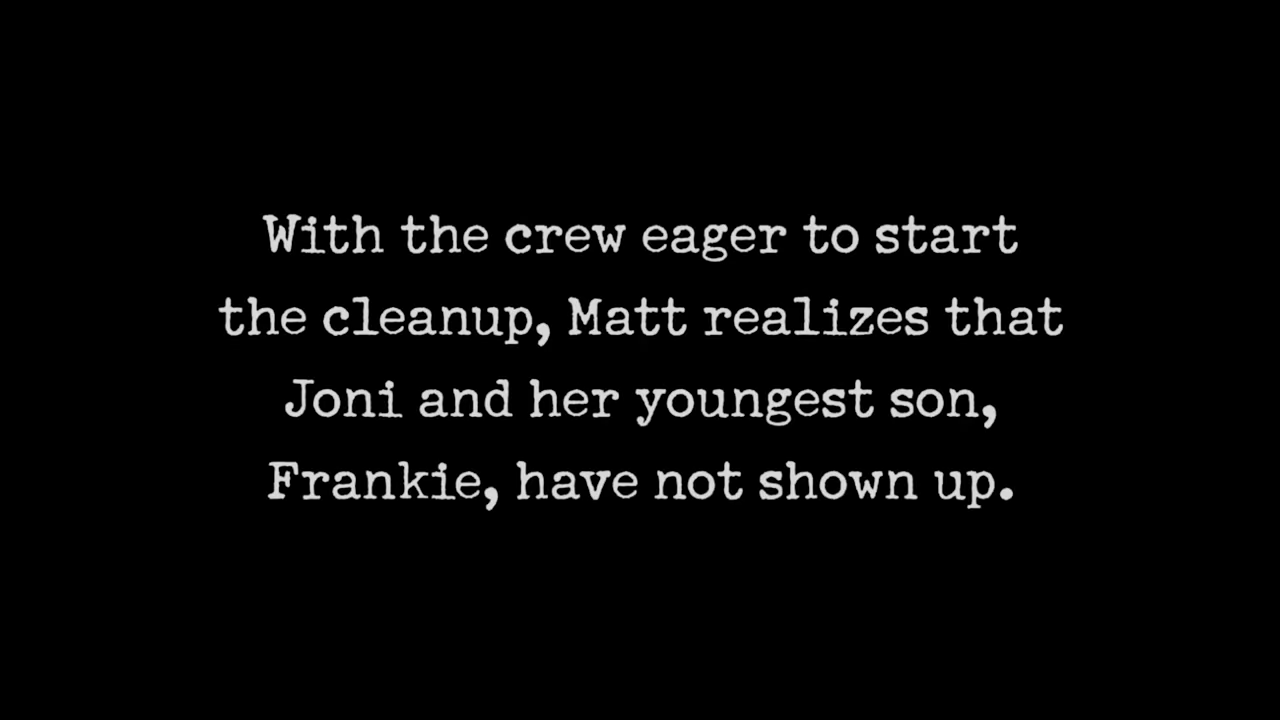 With the crew eager to start
the cleanup, Matt realizes that
Joni and her youngest son,
Frankie, have not shown up.